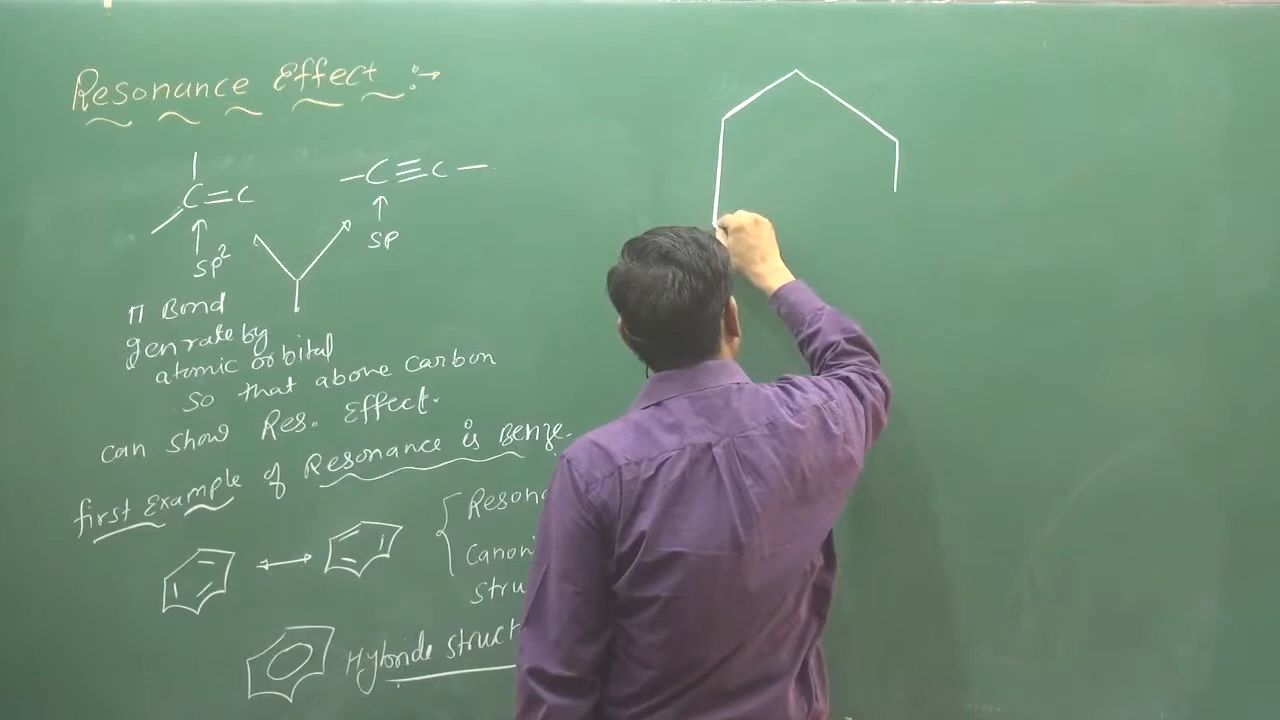 Resonance Effect :→
C=C
—C≡C—
SP²
SP
π Bond
genrate by
atomic orbital
so that above carbon
can show Res. Effect.
first Example of Resonance is Benze.
Hybride